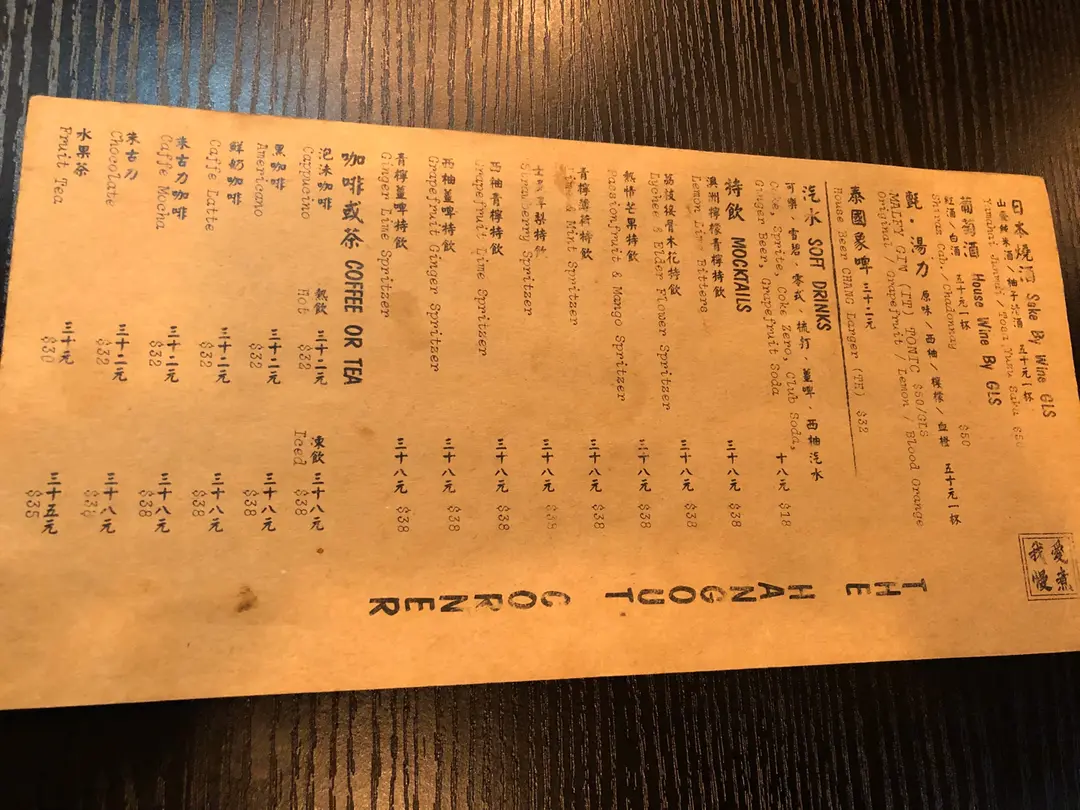 愛煮
我慢
THE HANGOUT CORNER
日本燒酒 Sake By Wine GLS
五十元一杯
Yamahai Junmai / Yuzu Sake $50
葡萄酒 House Wine By GLS
紅酒／白酒 五十元一杯
Shiraz Cab. / Chadonnay $50
氈．湯力 原味／西柚／檸檬／血橙 五十元一杯
MALFY GIN (IT) TONIC $50/GLS
Original / Grapefruit / Lemon / Blood Orange
泰國象啤 三十二元
House Beer CHANG Larger (TH) $32
汽水 SOFT DRINKS
可樂，雪碧，零式，梳打，薑啤，西柚汽水 十八元 $18
Coke, Sprite, Coke Zero, Club Soda,
Ginger Beer, Grapefruit Soda
特飲 MOCKTAILS
澳洲檸檬青檸特飲 三十八元 $38
Lemon Lime Bitters
荔枝接骨木花特飲 三十八元 $38
Lychee & Elder Flower Spritzer
熱情芒果特飲 三十八元 $38
Passionfruit & Mango Spritzer
青檸薄荷特飲 三十八元 $38
& Mint Spritzer
特飲 三十八元 $38
Spritzer
西柚青檸特飲 三十八元 $38
Grapefruit Lime Spritzer
西柚薑啤特飲 三十八元 $38
Grapefruit Ginger Spritzer
青檸薑啤特飲 三十八元 $38
Ginger Lime Spritzer
咖啡或茶 COFFEE OR TEA
熱飲 凍飲
Hot Iced
泡沫咖啡 三十二元 三十八元
Cappucino $32 $38
黑咖啡 三十二元 三十八元
Americano $32 $38
鮮奶咖啡 三十二元 三十八元
Caffe Latte $32 $38
朱古力咖啡 三十二元 三十八元
Caffe Mocha $32 $38
朱古力 三十二元 三十八元
Chocolate $32 $38
水果茶 三十元 三十五元
Fruit Tea $30 $35